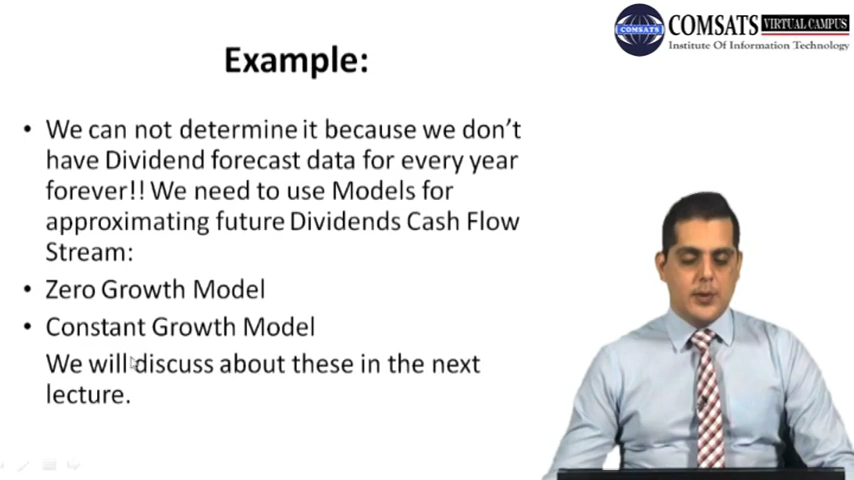 COMSATS
COMSATS VIRTUAL CAMPUS
Institute Of Information Technology
Example:
• We can not determine it because we don't
have Dividend forecast data for every year
forever!! We need to use Models for
approximating future Dividends Cash Flow
Stream:
• Zero Growth Model
• Constant Growth Model
We will discuss about these in the next
lecture.